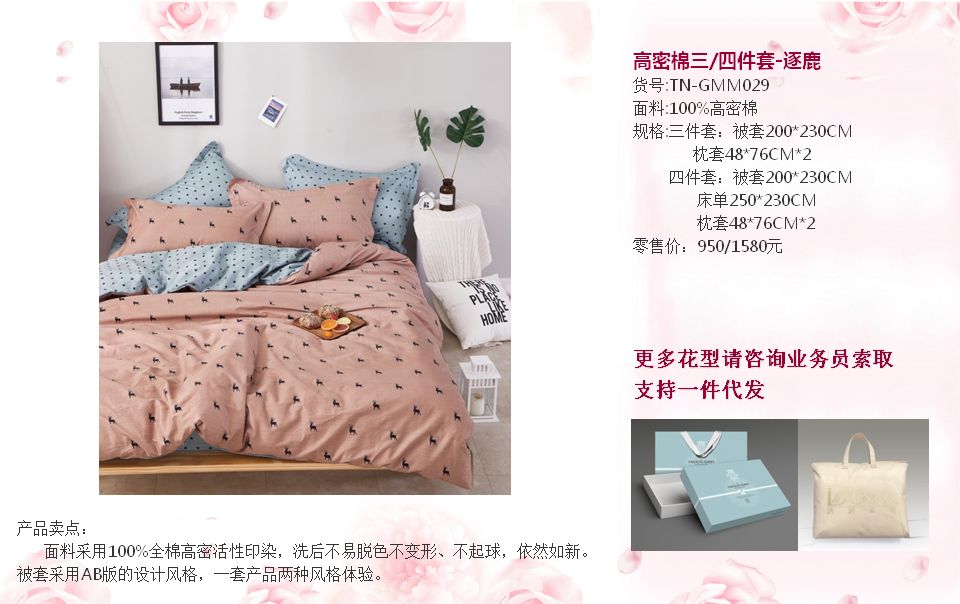 高密棉三/四件套-逐鹿
货号:TN-GMM029
面料:100%高密棉
规格:三件套：被套200*230CM
枕套48*76CM*2
四件套：被套200*230CM
床单250*230CM
枕套48*76CM*2
零售价：950/1580元
THERE
IS NO
PLACE
LIKE
HOME
更多花型请咨询业务员索取
支持一件代发
产品卖点：
面料采用100%全棉高密活性印染，洗后不易脱色不变形、不起球，依然如新。
被套采用AB版的设计风格，一套产品两种风格体验。